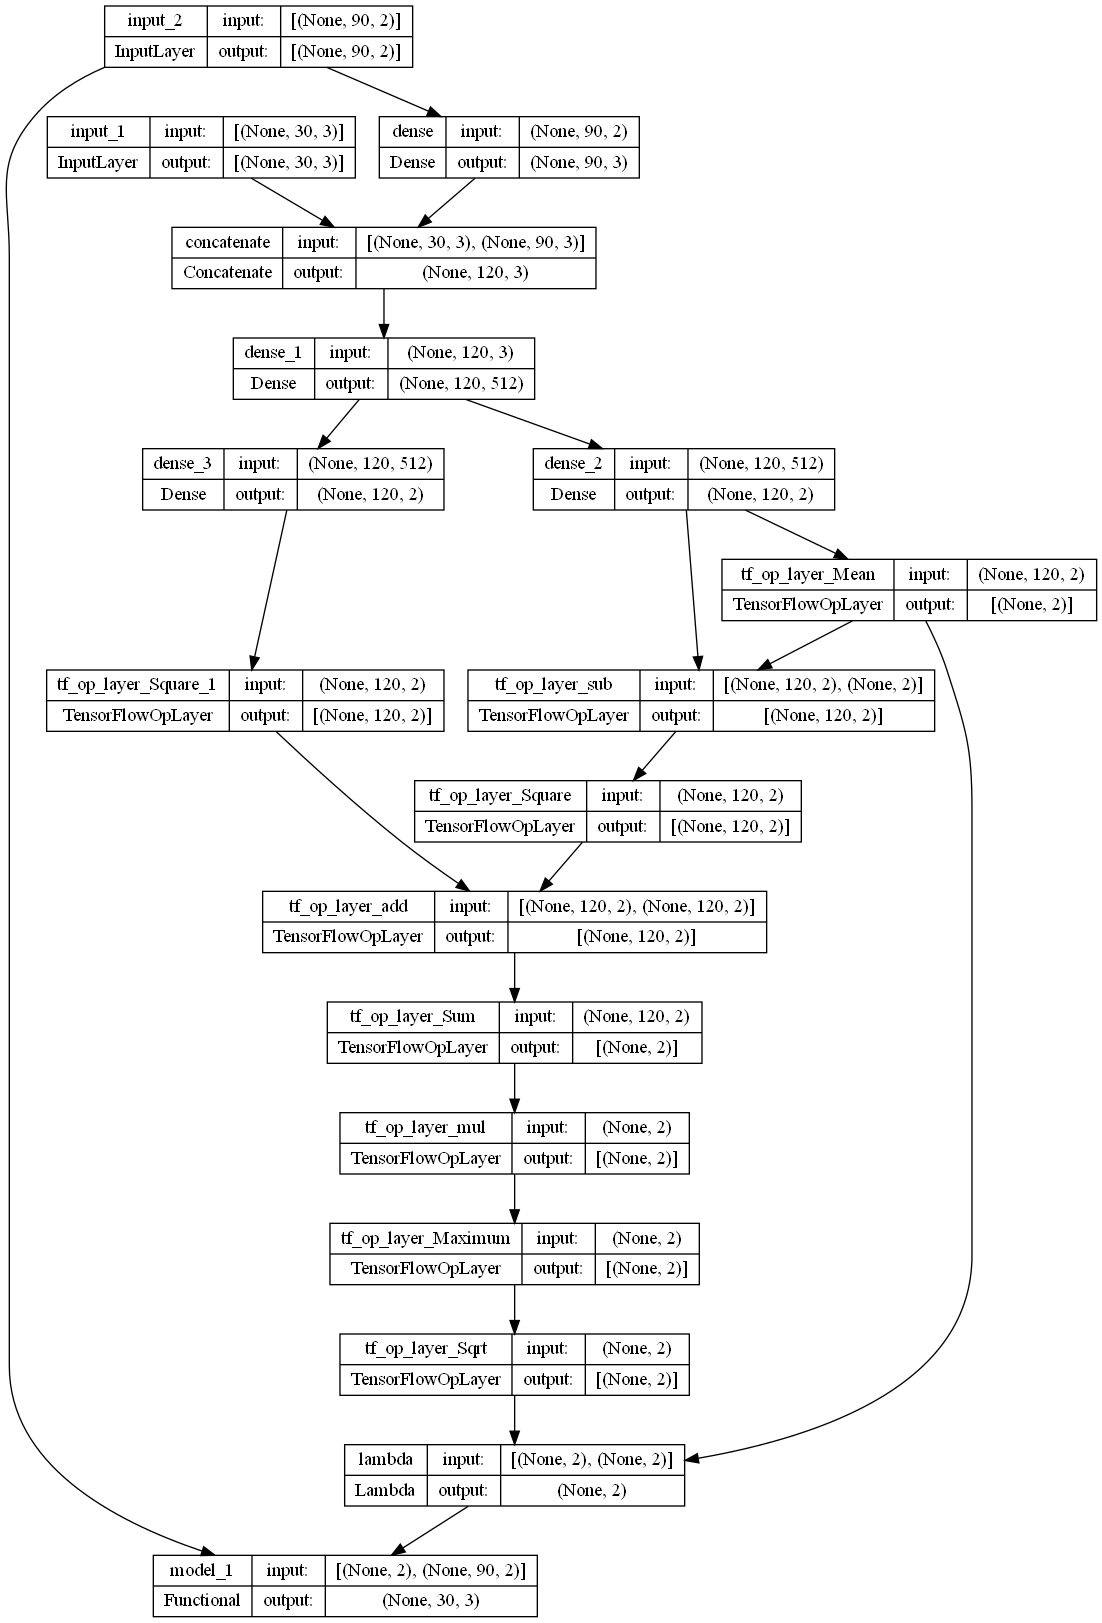 input_2 input: [(None, 90, 2)]
InputLayer output: [(None, 90, 2)]
input_1 input: [(None, 30, 3)]
InputLayer output: [(None, 30, 3)]
dense input: (None, 90, 2)
Dense output: (None, 90, 3)
concatenate input: [(None, 30, 3), (None, 90, 3)]
Concatenate output: (None, 120, 3)
dense_1 input: (None, 120, 3)
Dense output: (None, 120, 512)
dense_3 input: (None, 120, 512)
Dense output: (None, 120, 2)
dense_2 input: (None, 120, 512)
Dense output: (None, 120, 2)
tf_op_layer_Mean input: (None, 120, 2)
TensorFlowOpLayer output: [(None, 2)]
tf_op_layer_Square_1 input: (None, 120, 2)
TensorFlowOpLayer output: [(None, 120, 2)]
tf_op_layer_sub input: [(None, 120, 2), (None, 2)]
TensorFlowOpLayer output: [(None, 120, 2)]
tf_op_layer_Square input: (None, 120, 2)
TensorFlowOpLayer output: [(None, 120, 2)]
tf_op_layer_add input: [(None, 120, 2), (None, 120, 2)]
TensorFlowOpLayer output: [(None, 120, 2)]
tf_op_layer_Sum input: (None, 120, 2)
TensorFlowOpLayer output: [(None, 2)]
tf_op_layer_mul input: (None, 2)
TensorFlowOpLayer output: [(None, 2)]
tf_op_layer_Maximum input: (None, 2)
TensorFlowOpLayer output: [(None, 2)]
tf_op_layer_Sqrt input: (None, 2)
TensorFlowOpLayer output: [(None, 2)]
lambda input: [(None, 2), (None, 2)]
Lambda output: (None, 2)
model_1 input: [(None, 2), (None, 90, 2)]
Functional output: (None, 30, 3)